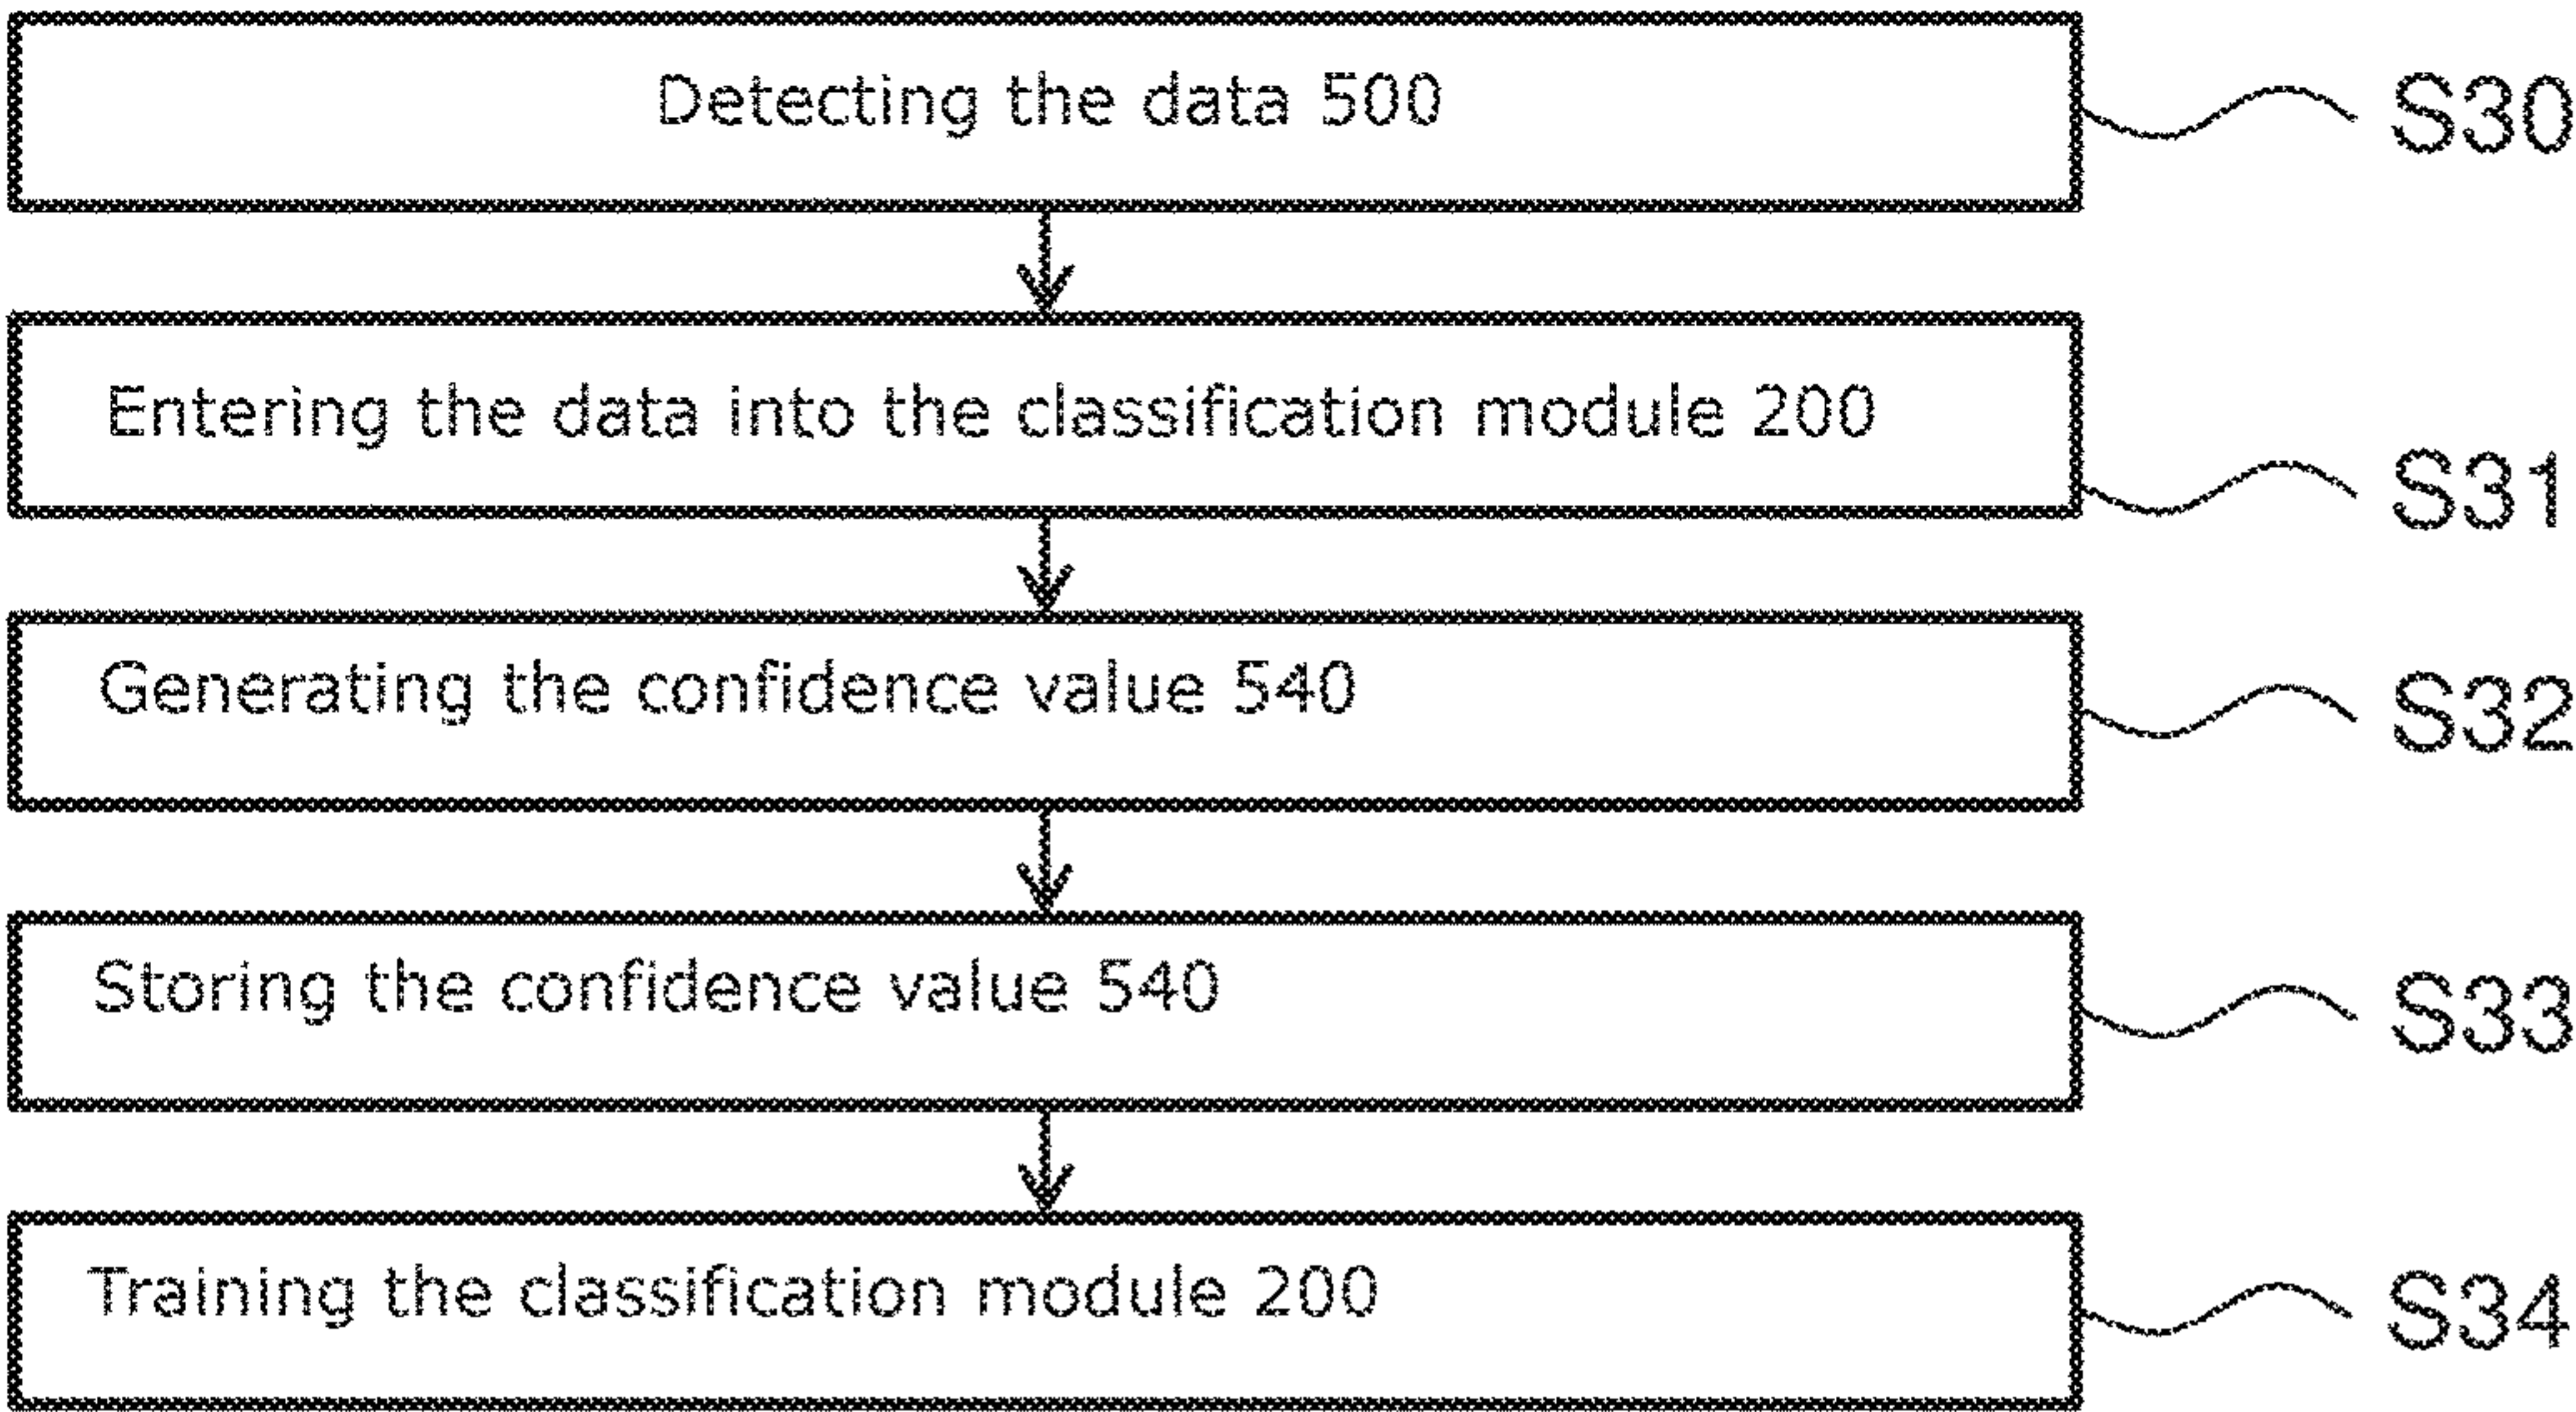 Detecting the data 500
S30
Entering the data into the classification module 200
S31
Generating the confidence value 540
S32
Storing the confidence value 540
S33
Training the classification module 200
S34